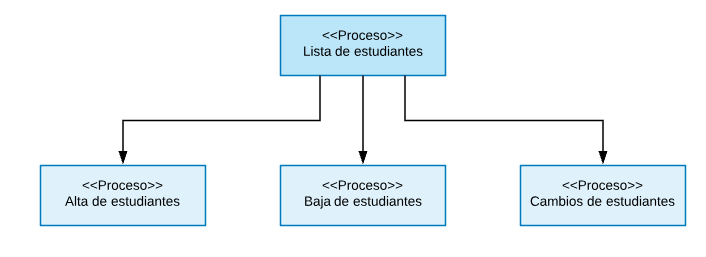 <<Proceso>>
Lista de estudiantes
<<Proceso>>
Alta de estudiantes
<<Proceso>>
Baja de estudiantes
<<Proceso>>
Cambios de estudiantes